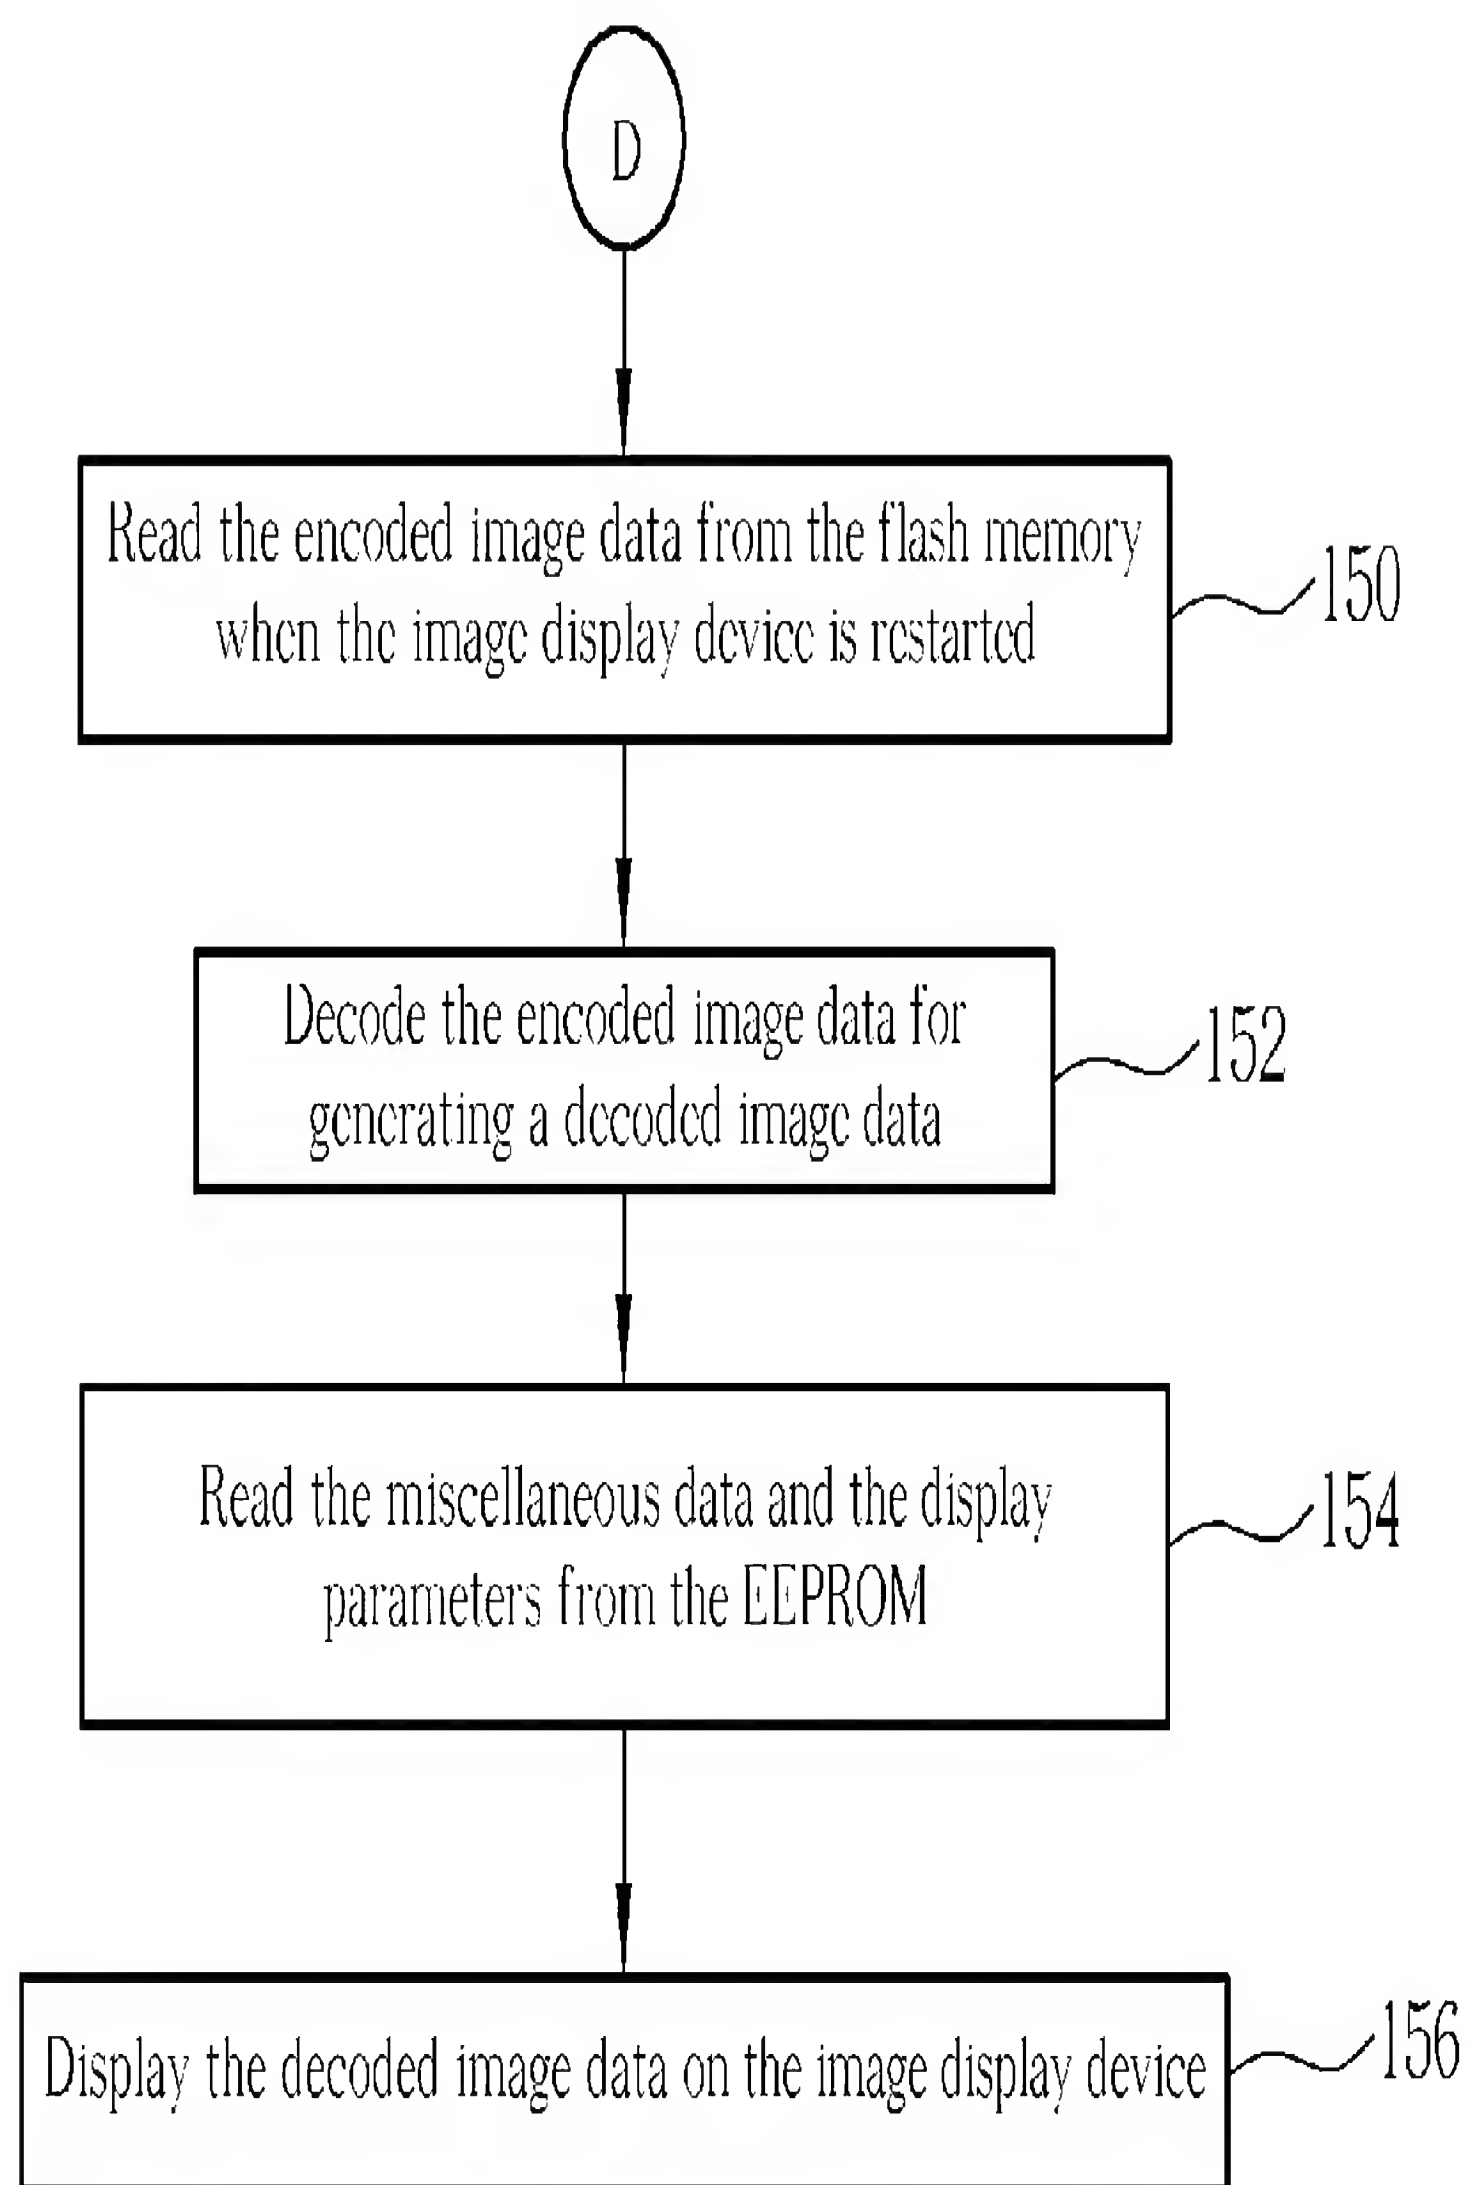 D
Read the encoded image data from the flash memory
when the image display device is restarted
150
Decode the encoded image data for
generating a decoded image data
152
Read the miscellaneous data and the display
parameters from the EEPROM
154
Display the decoded image data on the image display device
156